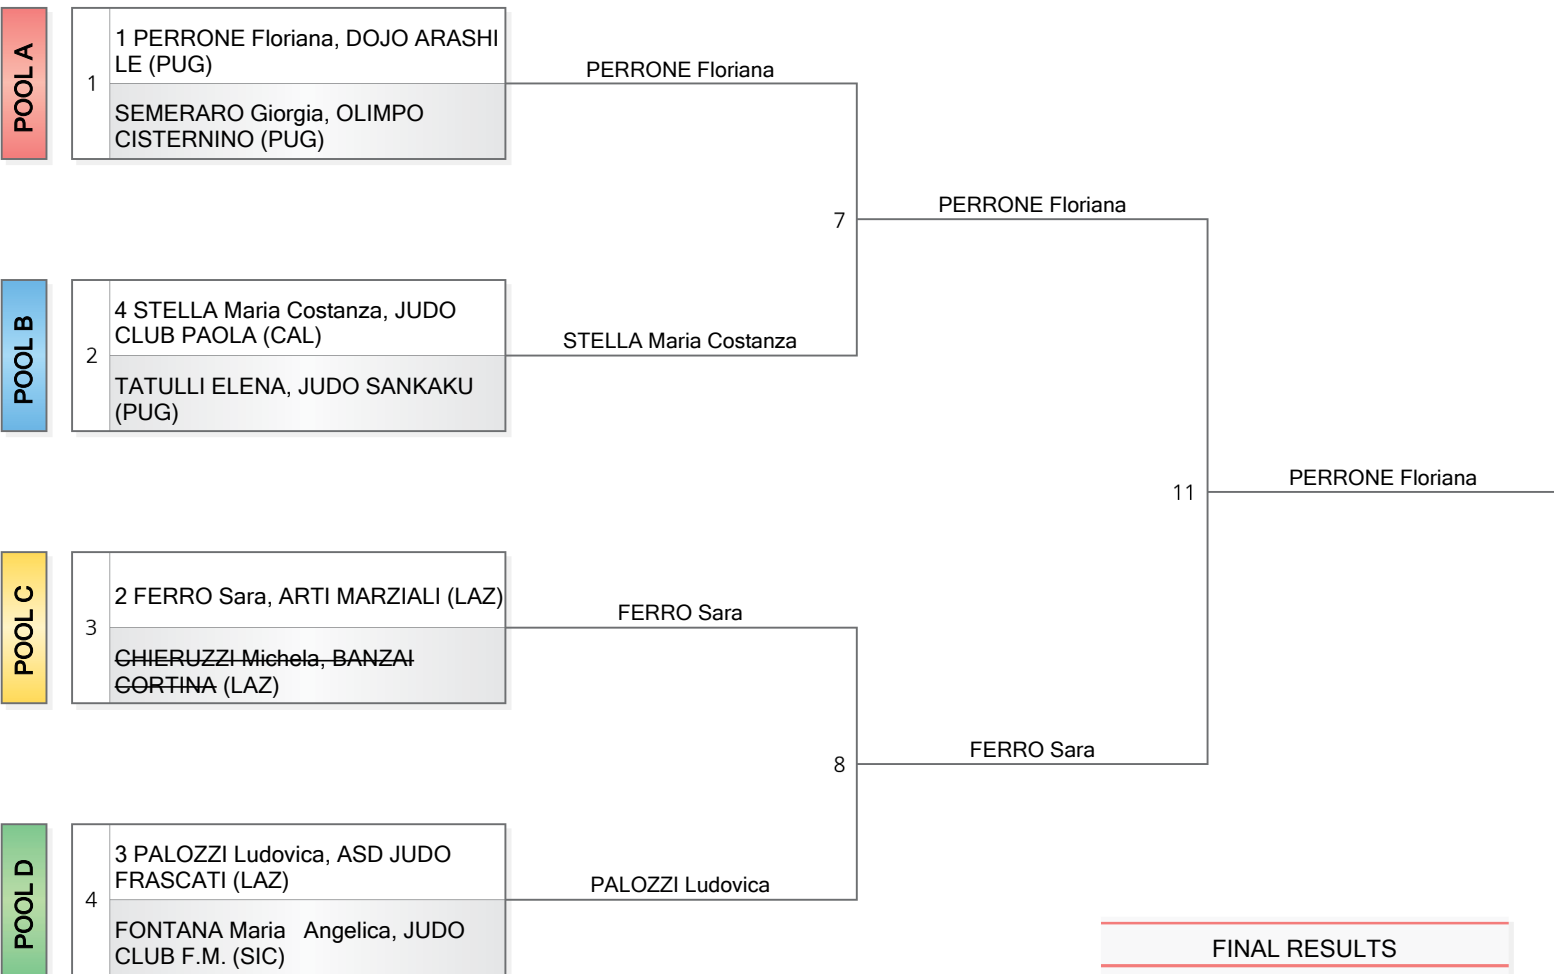 POOL A
1
1 PERRONE Floriana, DOJO ARASHI
LE (PUG)
SEMERARO Giorgia, OLIMPO
CISTERNINO (PUG)
PERRONE Floriana
7
PERRONE Floriana
POOL B
2
4 STELLA Maria Costanza, JUDO
CLUB PAOLA (CAL)
TATULLI ELENA, JUDO SANKAKU
(PUG)
STELLA Maria Costanza
11
PERRONE Floriana
POOL C
3
2 FERRO Sara, ARTI MARZIALI (LAZ)
CHIERUZZI Michela, BANZAI
CORTINA (LAZ)
FERRO Sara
8
FERRO Sara
POOL D
4
3 PALOZZI Ludovica, ASD JUDO
FRASCATI (LAZ)
FONTANA Maria   Angelica, JUDO
CLUB F.M. (SIC)
PALOZZI Ludovica
FINAL RESULTS